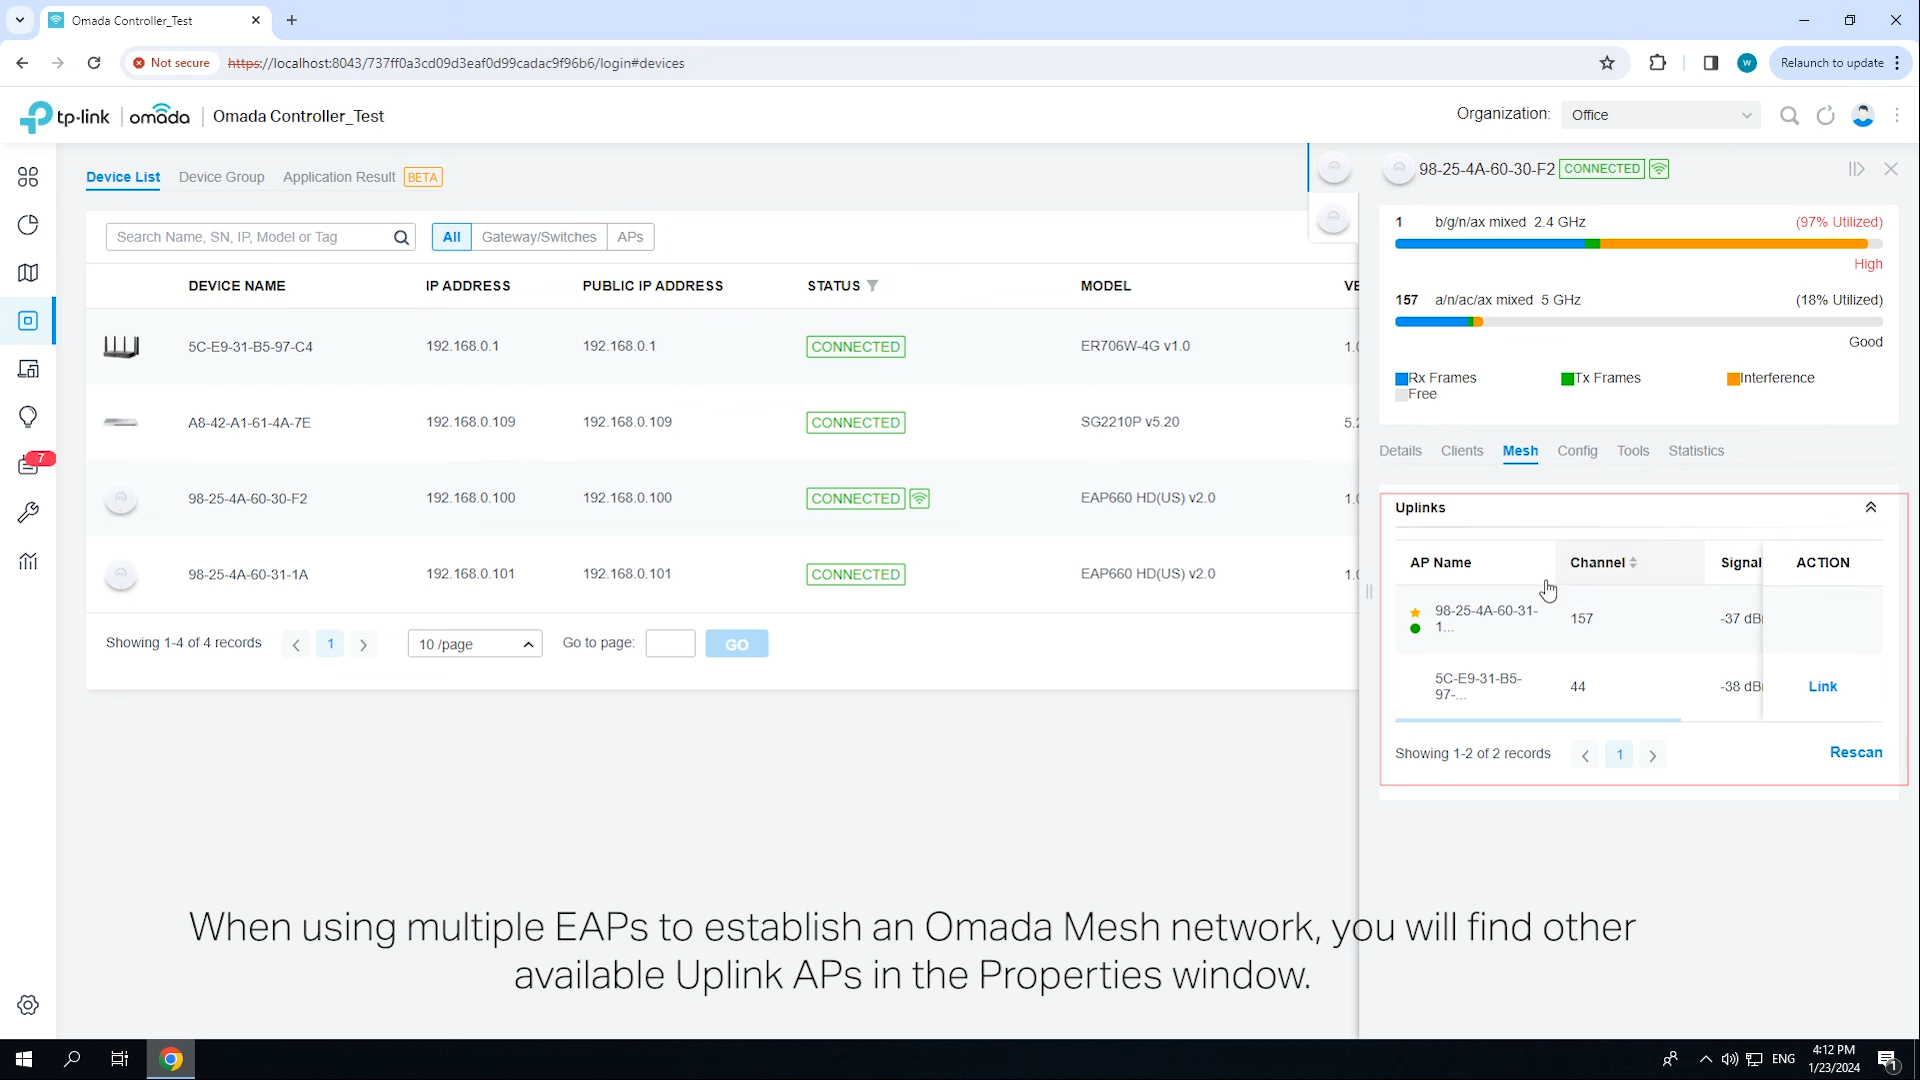 Omada Controller_Test
Not secure
https://localhost:8043/737ff0a3cd09d3eaf0d99cadac9f96b6/login#devices
W
Relaunch to update
tp-link | omada | Omada Controller_Test
Organization: Office
7
Device List Device Group Application Result BETA
Search Name, SN, IP, Model or Tag All Gateway/Switches APs
DEVICE NAME IP ADDRESS PUBLIC IP ADDRESS STATUS MODEL VE
5C-E9-31-B5-97-C4 192.168.0.1 192.168.0.1 CONNECTED ER706W-4G v1.0 1.0
A8-42-A1-61-4A-7E 192.168.0.109 192.168.0.109 CONNECTED SG2210P v5.20 5.2
98-25-4A-60-30-F2 192.168.0.100 192.168.0.100 CONNECTED EAP660 HD(US) v2.0 1.0
98-25-4A-60-31-1A 192.168.0.101 192.168.0.101 CONNECTED EAP660 HD(US) v2.0 1.0
Showing 1-4 of 4 records 1 10 /page Go to page: GO
98-25-4A-60-30-F2 CONNECTED
1 b/g/n/ax mixed 2.4 GHz (97% Utilized)
High
157 a/n/ac/ax mixed 5 GHz (18% Utilized)
Good
Rx Frames Tx Frames Interference
Free
Details Clients Mesh Config Tools Statistics
Uplinks
AP Name Channel Signal ACTION
98-25-4A-60-31-
1... 157 -37 dB
5C-E9-31-B5-
97-... 44 -38 dB Link
Showing 1-2 of 2 records 1 Rescan
When using multiple EAPs to establish an Omada Mesh network, you will find other
available Uplink APs in the Properties window.
ENG
4:12 PM
1/23/2024
1